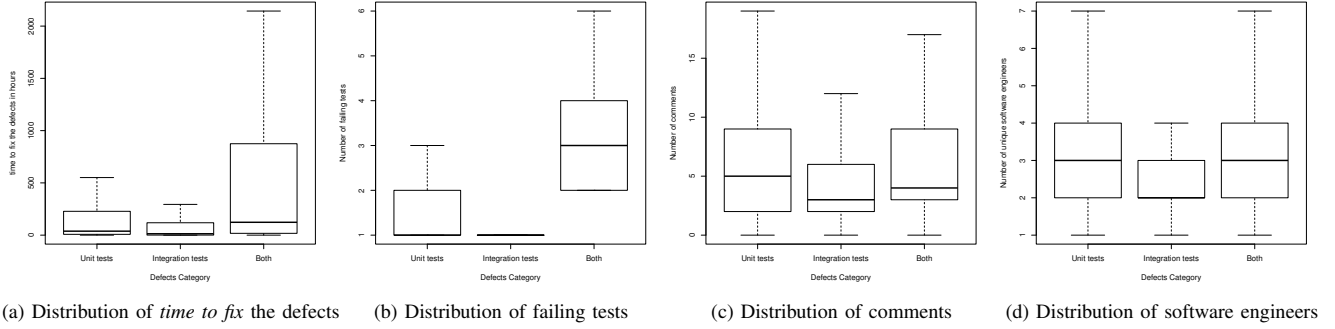 time to fix the defects in hours
2000
1500
1000
500
0
Unit tests Integration tests Both
Defects Category
(a) Distribution of time to fix the defects
Number of failing tests
6
5
4
3
2
1
Unit tests Integration tests Both
Defects Category
(b) Distribution of failing tests
Number of comments
15
10
5
0
Unit tests Integration tests Both
Defects Category
(c) Distribution of comments
Number of unique software engineers
7
6
5
4
3
2
1
Unit tests Integration tests Both
Defects Category
(d) Distribution of software engineers